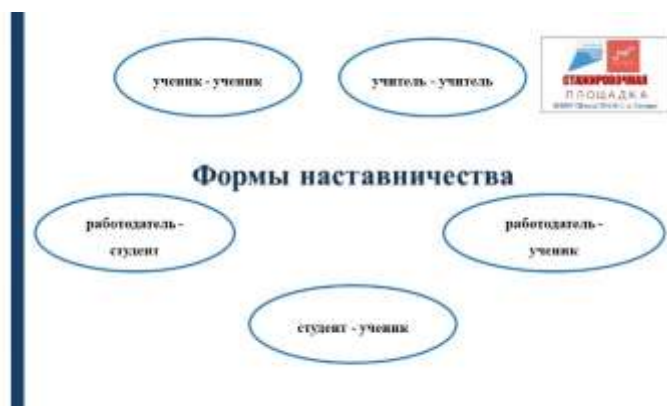 ученик - ученик
учитель - учитель
СТАЖИРОВОЧНАЯ
ПЛОЩАДКА
Формы наставничества
работодатель -
студент
работодатель -
ученик
студент - ученик